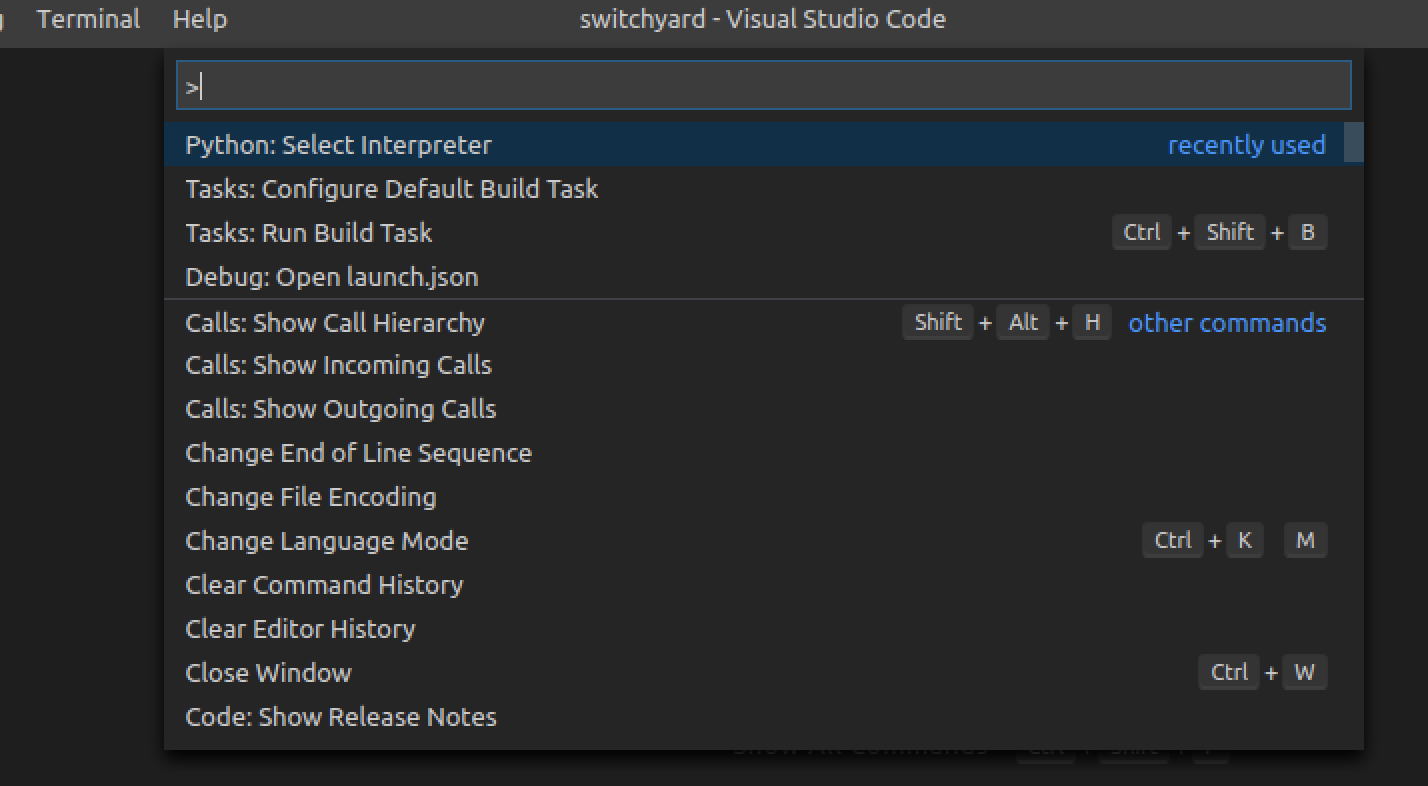 Terminal Help switchyard - Visual Studio Code
>
Python: Select Interpreter recently used
Tasks: Configure Default Build Task
Tasks: Run Build Task Ctrl + Shift + B
Debug: Open launch.json
Calls: Show Call Hierarchy Shift + Alt + H other commands
Calls: Show Incoming Calls
Calls: Show Outgoing Calls
Change End of Line Sequence
Change File Encoding
Change Language Mode Ctrl + K M
Clear Command History
Clear Editor History
Close Window Ctrl + W
Code: Show Release Notes